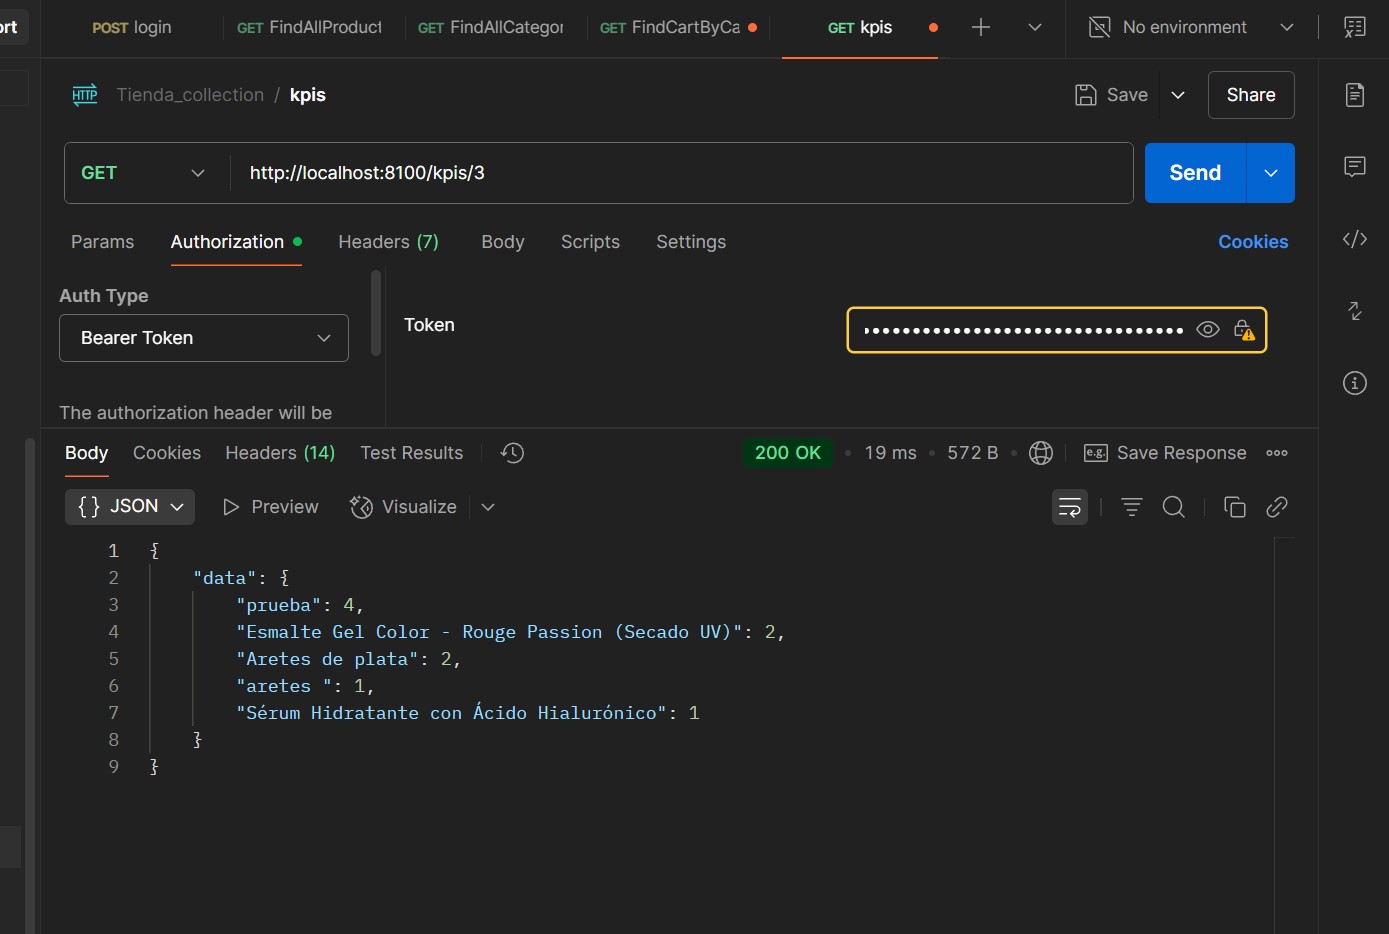 ort
POST login
GET FindAllProduct
GET FindAllCategor
GET FindCartByCa
GET kpis
No environment
HTTP Tienda_collection / kpis
Save
Share
GET
http://localhost:8100/kpis/3
Send
Params
Authorization
Headers (7)
Body
Scripts
Settings
Cookies
Auth Type
Bearer Token
The authorization header will be
Token
Body
Cookies
Headers (14)
Test Results
200 OK
19 ms
572 B
e.g. Save Response
{} JSON
Preview
Visualize
1 {
2 "data": {
3 "prueba": 4,
4 "Esmalte Gel Color - Rouge Passion (Secado UV)": 2,
5 "Aretes de plata": 2,
6 "aretes ": 1,
7 "Sérum Hidratante con Ácido Hialurónico": 1
8 }
9 }